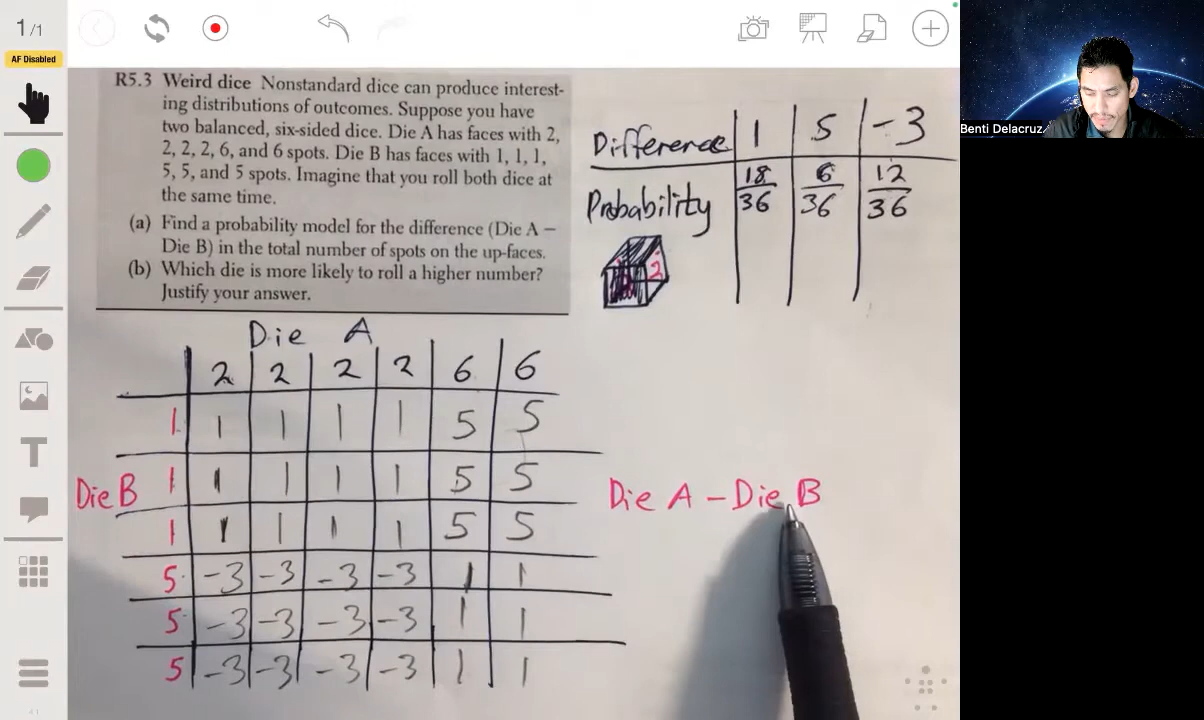 1/1
AF Disabled
R5.3 Weird dice Nonstandard dice can produce interest-
ing distributions of outcomes. Suppose you have
two balanced, six-sided dice. Die A has faces with 2,
2, 2, 2, 6, and 6 spots. Die B has faces with 1, 1, 1,
5, 5, and 5 spots. Imagine that you roll both dice at
the same time.
(a) Find a probability model for the difference (Die A –
Die B) in the total number of spots on the up-faces.
(b) Which die is more likely to roll a higher number?
Justify your answer.
Difference 1 5 -3
Probability 18/36 6/36 12/36
2
Die A
2 2 2 2 6 6
1 1 1 1 1 5 5
Die B 1 1 1 1 1 5 5
1 1 1 1 1 5 5
5 -3 -3 -3 -3 1 1
5 -3 -3 -3 -3 1 1
5 -3 -3 -3 -3 1 1
Die A - Die B
Benti Delacruz
T